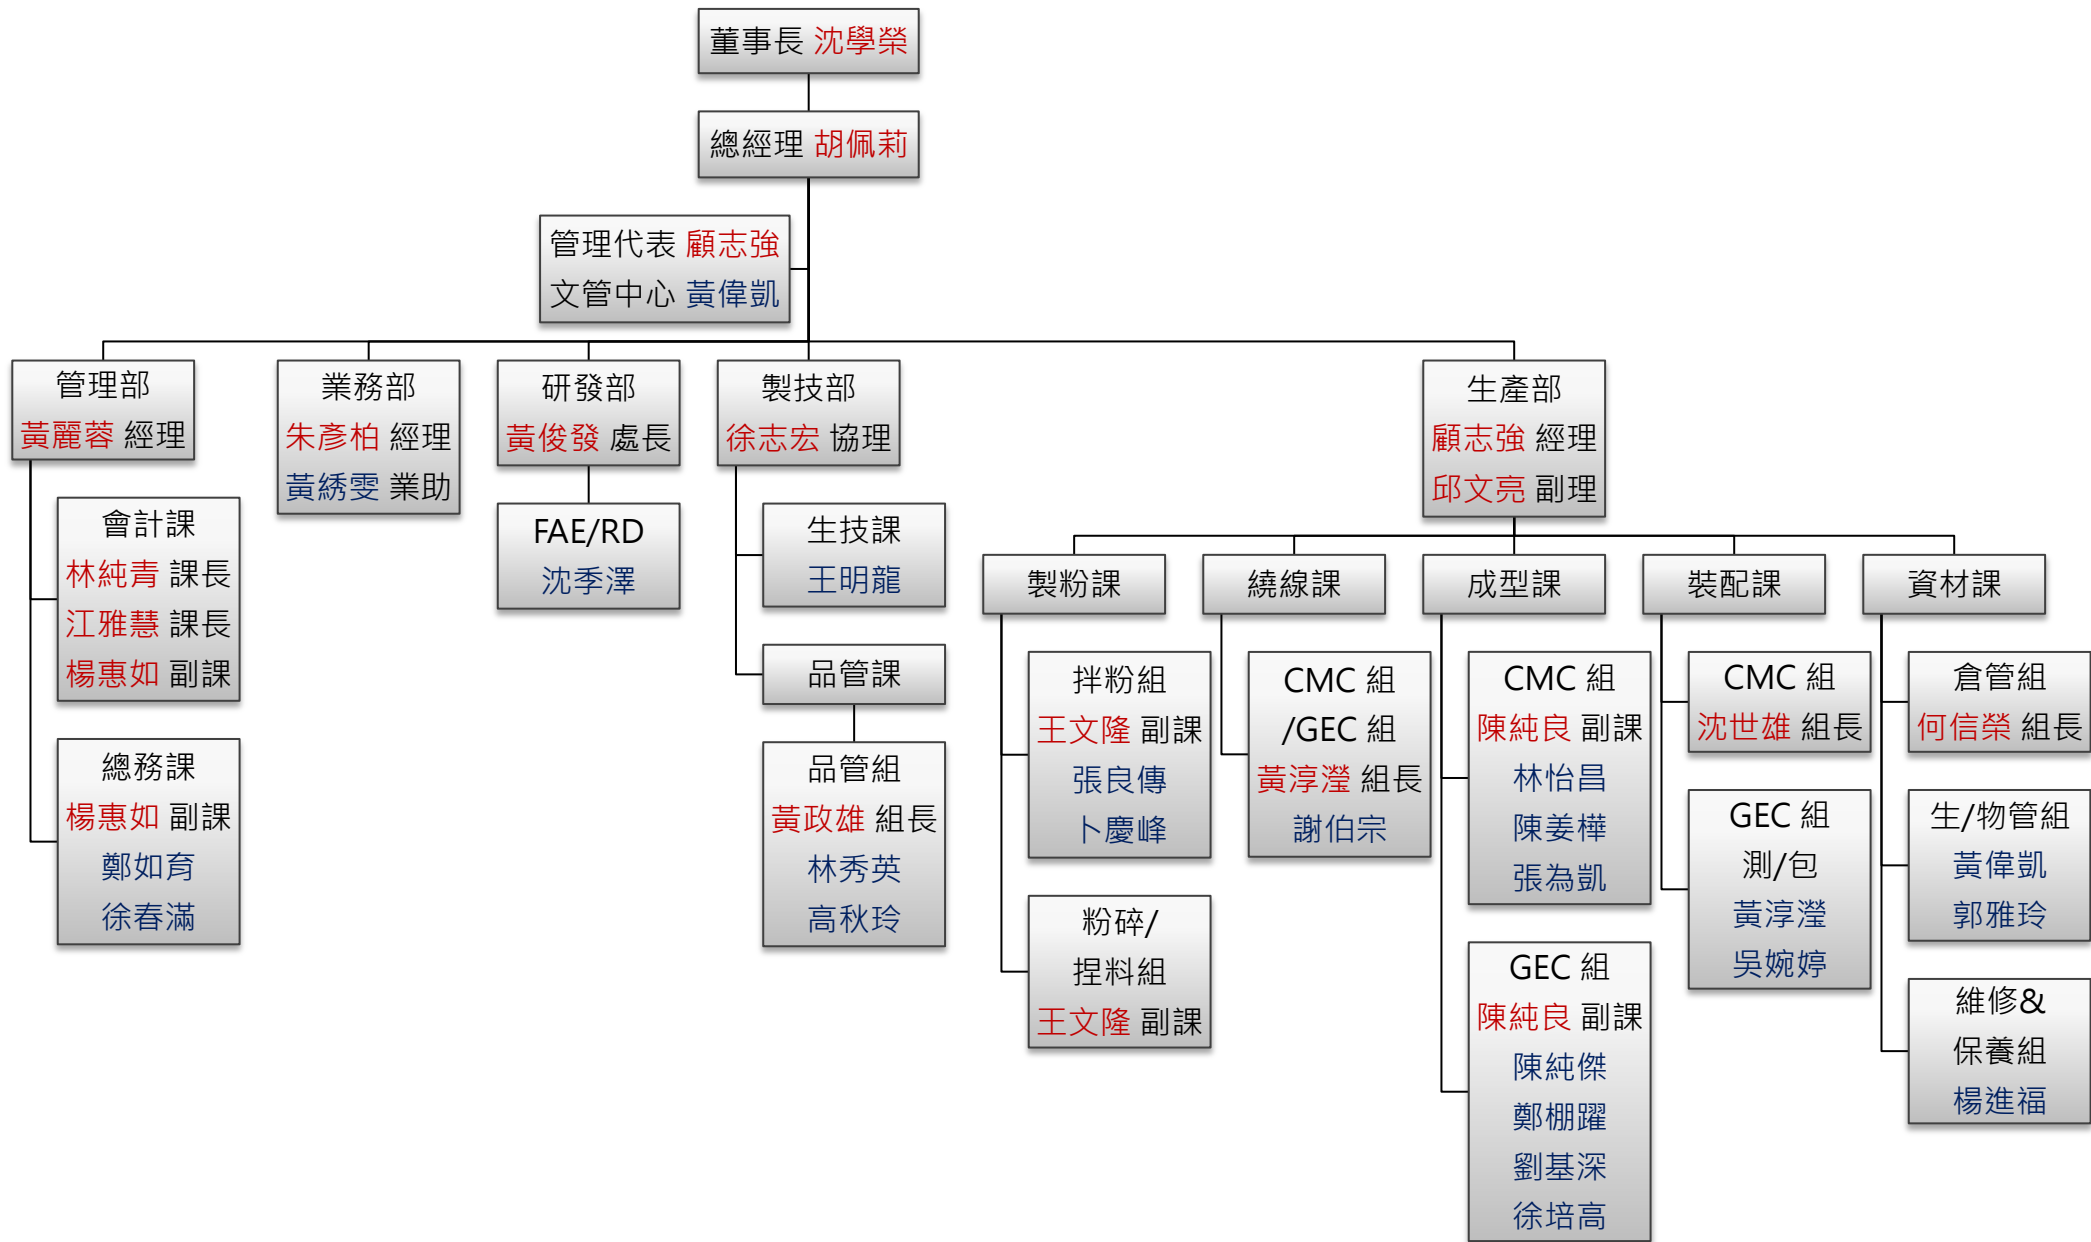 董事長 沈學榮
總經理 胡佩莉
管理代表 顧志強
文管中心 黃偉凱
管理部
黃麗蓉 經理
業務部
朱彥柏 經理
黃綉雯 業助
研發部
黃俊發 處長
製技部
徐志宏 協理
生產部
顧志強 經理
邱文亮 副理
會計課
林純青 課長
江雅慧 課長
楊惠如 副課
總務課
楊惠如 副課
鄭如育
徐春滿
FAE/RD
沈季澤
生技課
王明龍
品管課
品管組
黃政雄 組長
林秀英
高秋玲
製粉課
拌粉組
王文隆 副課
張良傳
卜慶峰
粉碎/
捏料組
王文隆 副課
繞線課
CMC 組
/GEC 組
黃淳瀅 組長
謝伯宗
成型課
CMC 組
陳純良 副課
林怡昌
陳姜樺
張為凱
GEC 組
陳純良 副課
陳純傑
鄭棚躍
劉基深
徐培高
裝配課
CMC 組
沈世雄 組長
GEC 組
測/包
黃淳瀅
吳婉婷
資材課
倉管組
何信榮 組長
生/物管組
黃偉凱
郭雅玲
維修&
保養組
楊進福